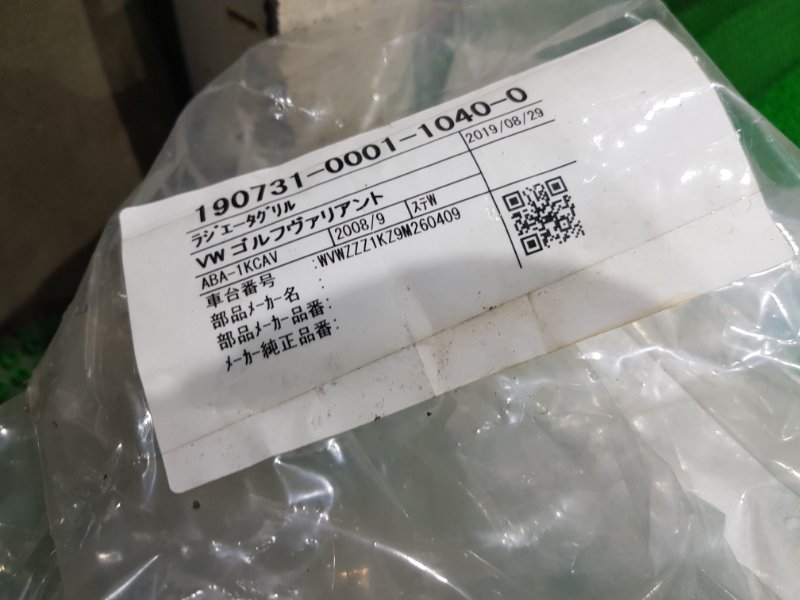 190731-0001-1040-0
ﾗｼﾞｴｰﾀｸﾞﾘﾙ 2019/08/29
VW ゴルフヴァリアント
ABA-1KCAV 2008/9 ｽﾃW
車台番号 :WVWZZZ1KZ9M260409
部品ﾒｰｶｰ名 :
部品ﾒｰｶｰ品番:
ﾒｰｶｰ純正品番: